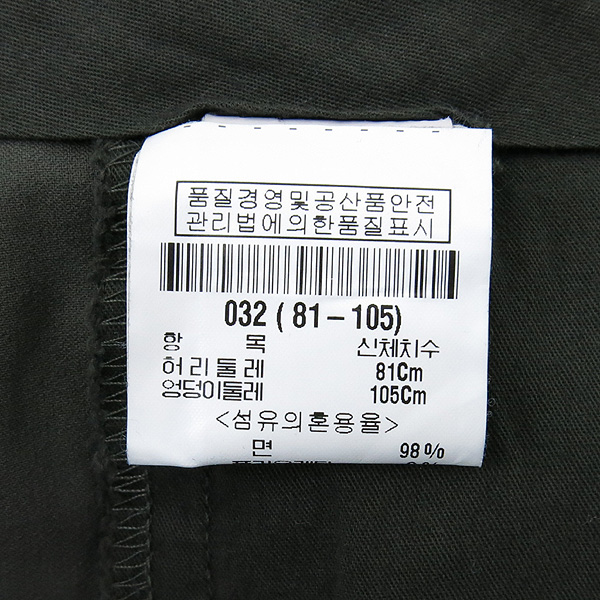 품질경영및공산품안전
관리법에의한품질표시
032 ( 81-105)
항 목 신체치수
허리둘레 81Cm
엉덩이둘레 105Cm
<섬유의혼용율>
면 98%